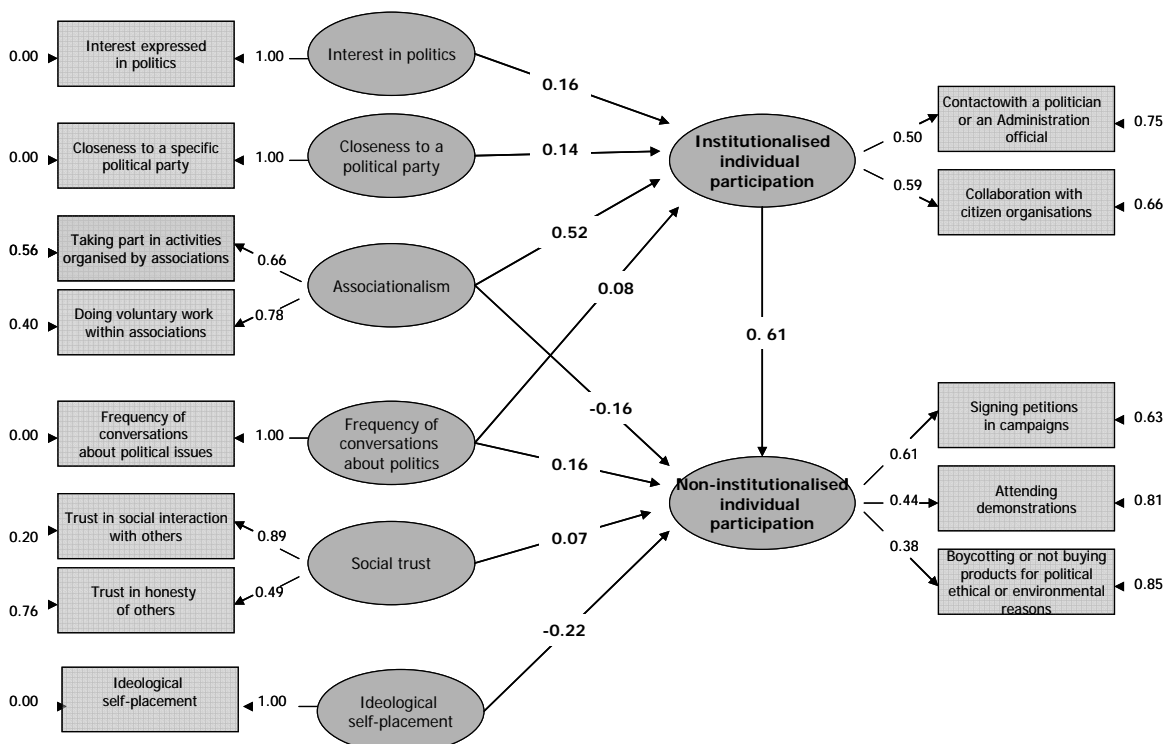 0.00
Interest expressed
in politics
1.00
Interest in politics
0.16
0.00
Closeness to a specific
political party
1.00
Closeness to a
political party
0.14
0.56
Taking part in activities
organised by associations
0.66
0.40
Doing voluntary work
within associations
0.78
Associationalism
0.52
-0.16
0.00
Frequency of
conversations
about political issues
1.00
Frequency of
conversations
about politics
0.08
0.16
0.20
Trust in social interaction
with others
0.89
0.76
Trust in honesty
of others
0.49
Social trust
0.07
0.00
Ideological
self-placement
1.00
Ideological
self-placement
-0.22
Institutionalised
individual
participation
0. 61
Non-institutionalised
individual
participation
0.50
Contactowith a politician
or an Administration
official
0.75
0.59
Collaboration with
citizen organisations
0.66
0.61
Signing petitions
in campaigns
0.63
0.44
Attending
demonstrations
0.81
0.38
Boycotting or not buying
products for political
ethical or environmental
reasons
0.85